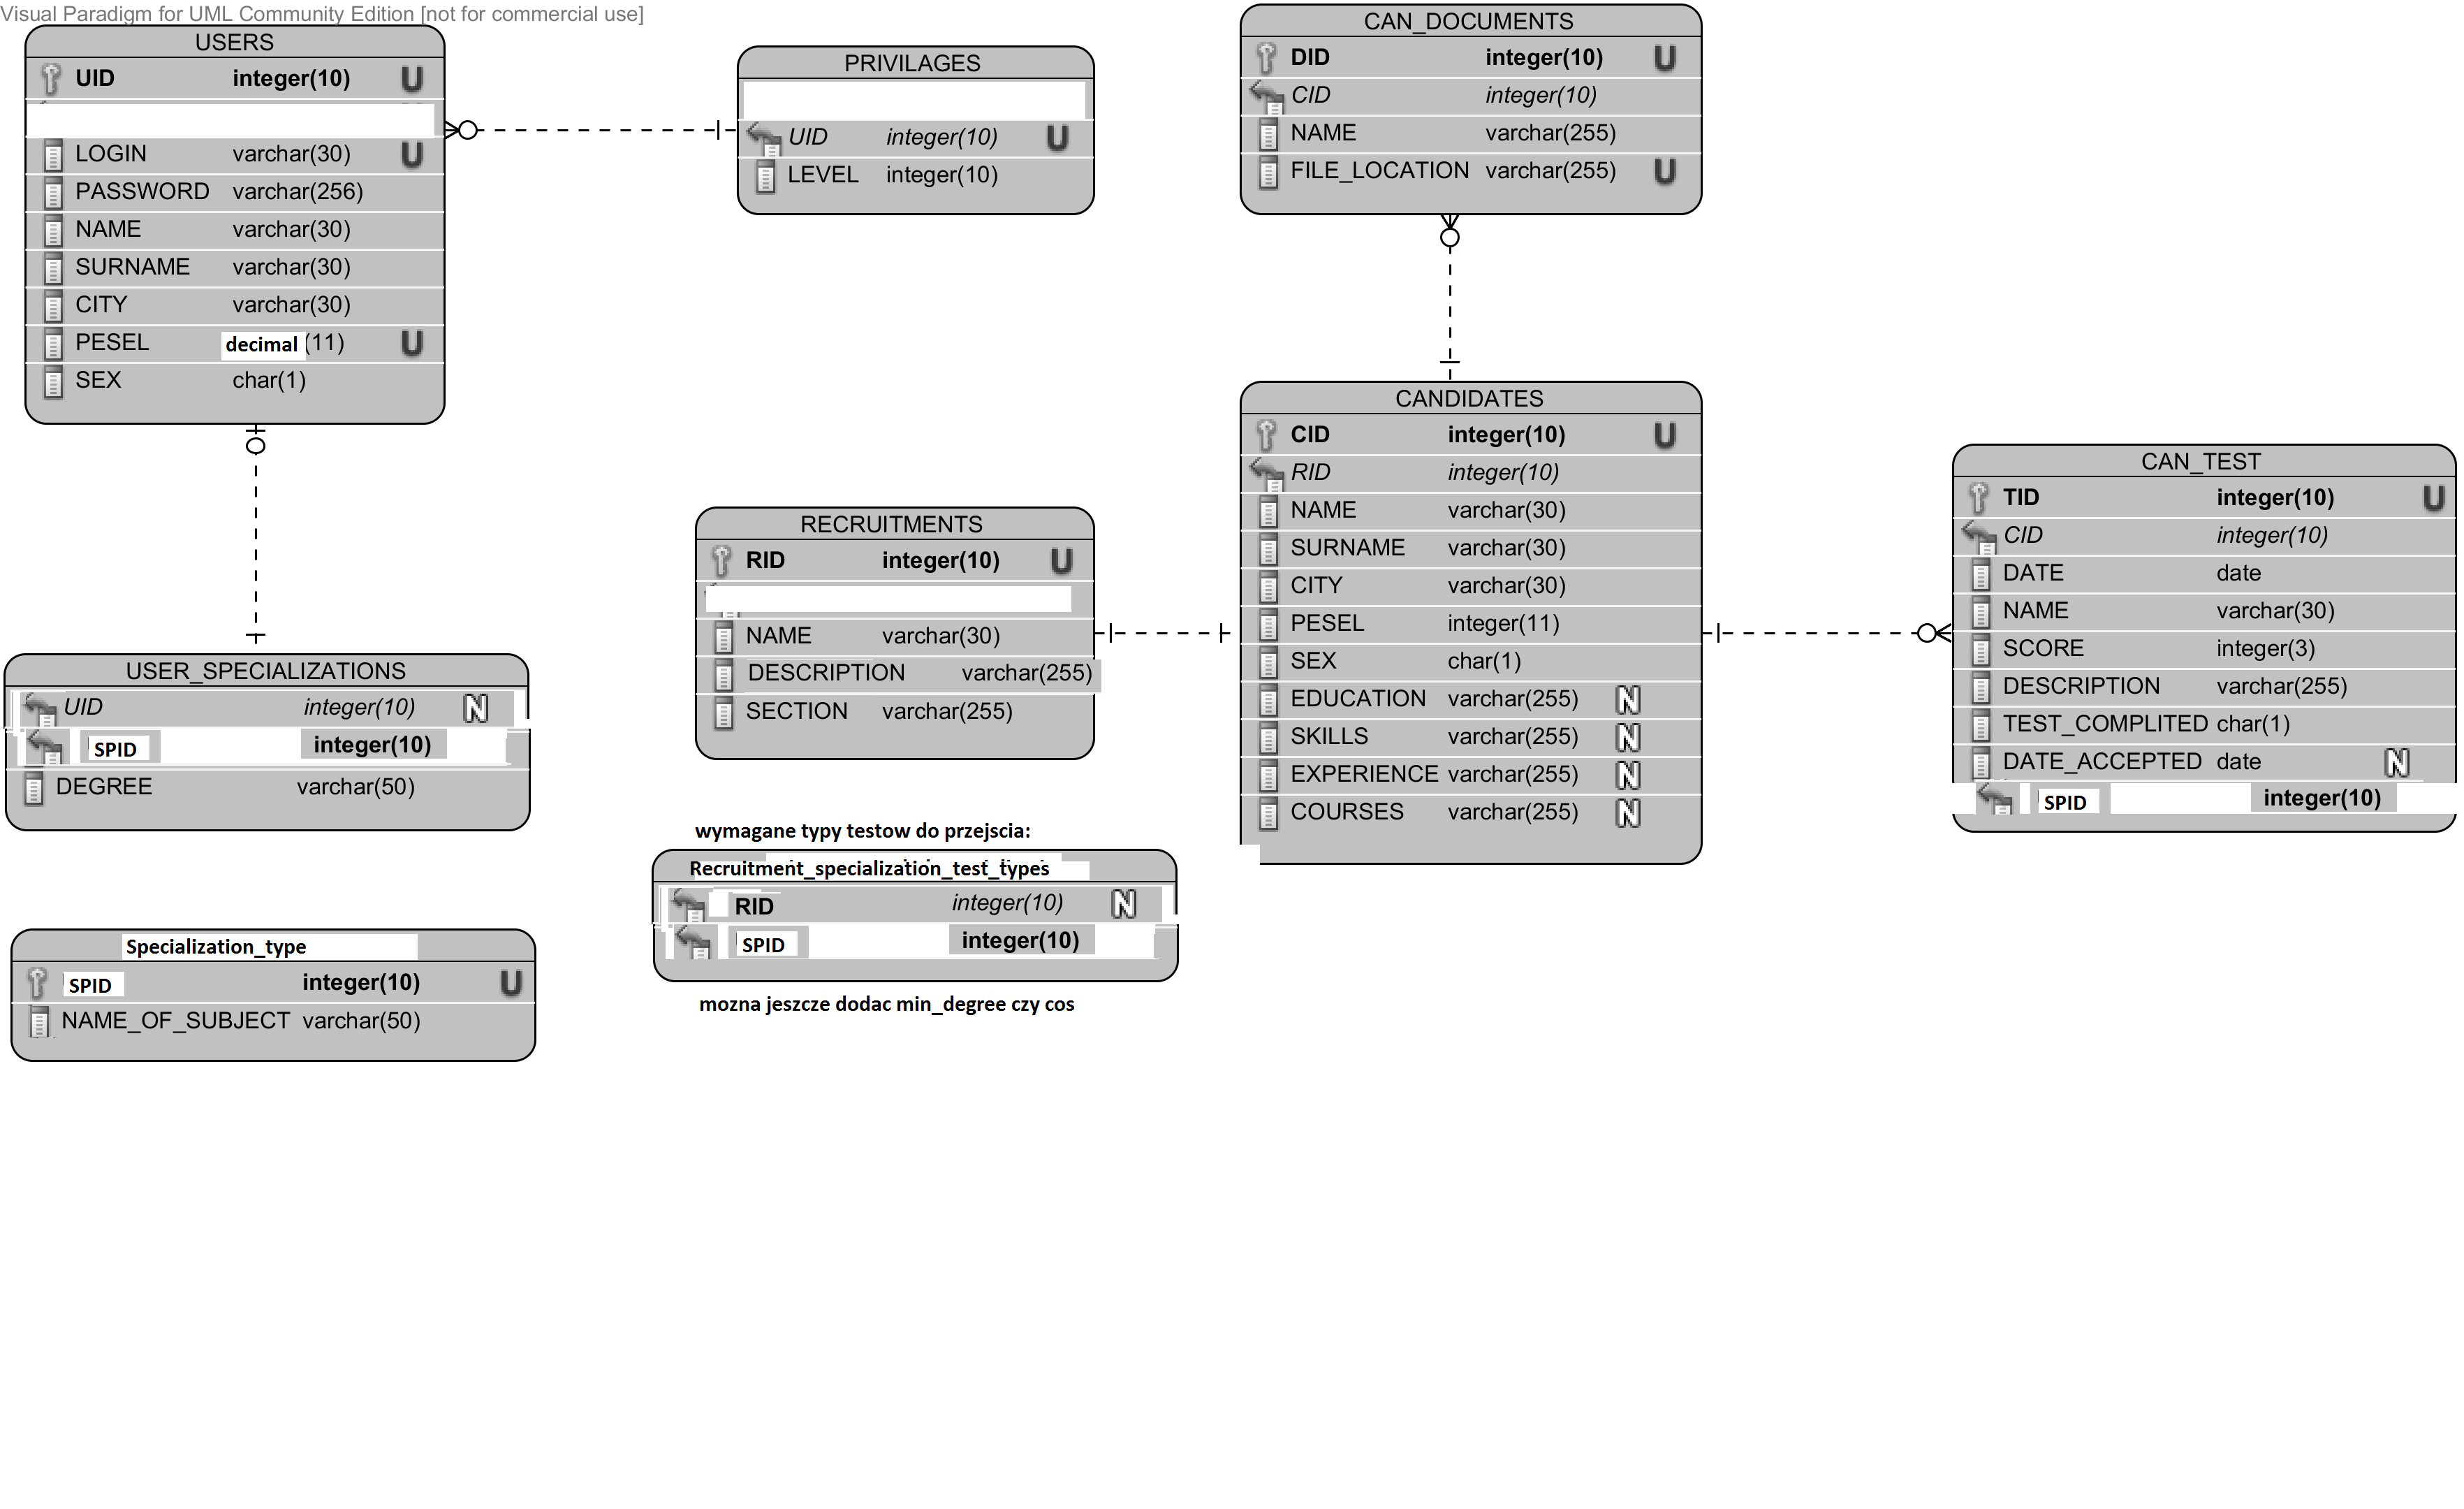 Visual Paradigm for UML Community Edition [not for commercial use]
USERS
UID integer(10) U
LOGIN varchar(30) U
PASSWORD varchar(256)
NAME varchar(30)
SURNAME varchar(30)
CITY varchar(30)
PESEL decimal (11) U
SEX char(1)
PRIVILAGES
UID integer(10) U
LEVEL integer(10)
CAN_DOCUMENTS
DID integer(10) U
CID integer(10)
NAME varchar(255)
FILE_LOCATION varchar(255) U
CANDIDATES
CID integer(10) U
RID integer(10)
NAME varchar(30)
SURNAME varchar(30)
CITY varchar(30)
PESEL integer(11)
SEX char(1)
EDUCATION varchar(255) N
SKILLS varchar(255) N
EXPERIENCE varchar(255) N
COURSES varchar(255) N
CAN_TEST
TID integer(10) U
CID integer(10)
DATE date
NAME varchar(30)
SCORE integer(3)
DESCRIPTION varchar(255)
TEST_COMPLITED char(1)
DATE_ACCEPTED date N
SPID integer(10)
RECRUITMENTS
RID integer(10) U
NAME varchar(30)
DESCRIPTION varchar(255)
SECTION varchar(255)
USER_SPECIALIZATIONS
UID integer(10) N
SPID integer(10)
DEGREE varchar(50)
wymagane typy testow do przejscia:
Recruitment_specialization_test_types
RID integer(10) N
SPID integer(10)
mozna jeszcze dodac min_degree czy cos
Specialization_type
SPID integer(10) U
NAME_OF_SUBJECT varchar(50)